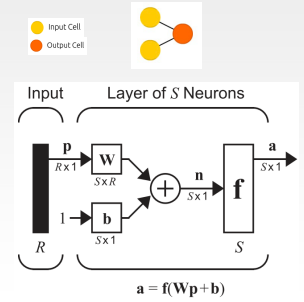 Input Cell
Output Cell
Input Layer of S Neurons
p W n a
R x 1 S x R S x 1 S x 1
+ f
1 b
S x 1
R S
a = f(Wp+b)